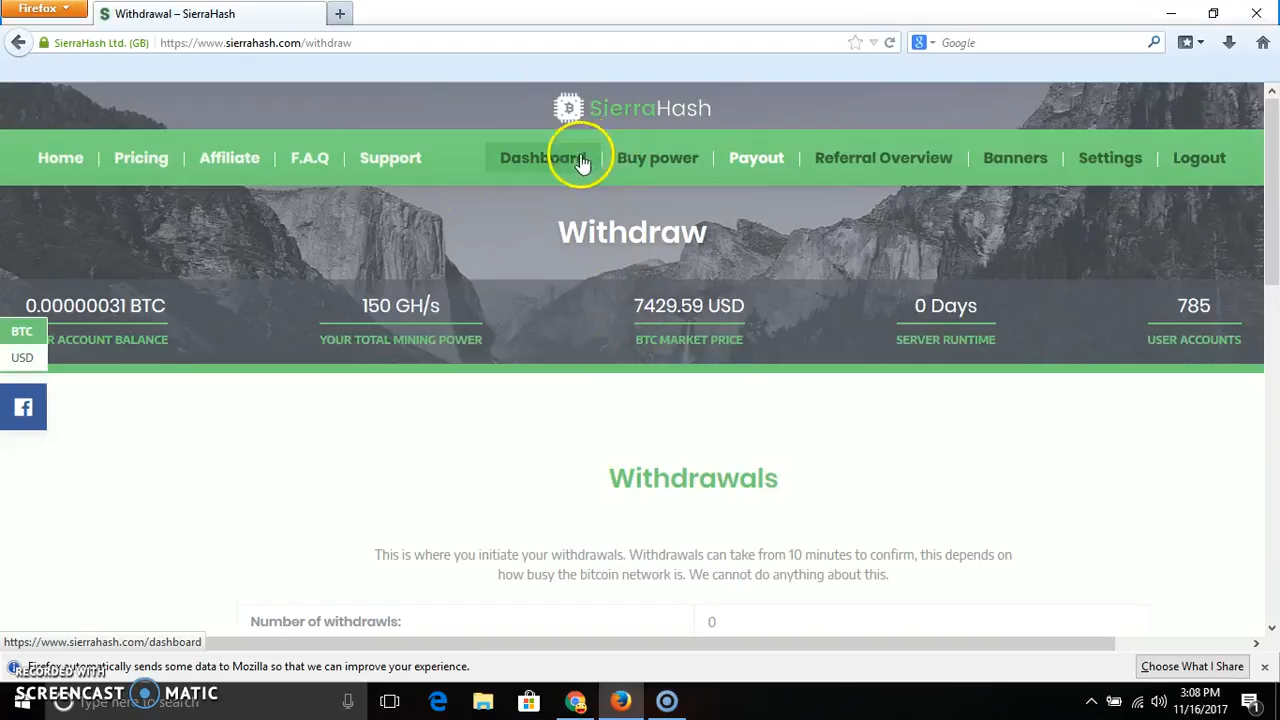 Firefox
Withdrawal – SierraHash
SierraHash Ltd. (GB) https://www.sierrahash.com/withdraw
Google
SierraHash
Home Pricing Affiliate F.A.Q Support Dashboard Buy power Payout Referral Overview Banners Settings Logout
Withdraw
0.00000031 BTC 150 GH/s 7429.59 USD 0 Days 785
BTC
R ACCOUNT BALANCE YOUR TOTAL MINING POWER BTC MARKET PRICE SERVER RUNTIME USER ACCOUNTS
USD
Withdrawals
This is where you initiate your withdrawals. Withdrawals can take from 10 minutes to confirm, this depends on
how busy the bitcoin network is. We cannot do anything about this.
Number of withdrawls: 0
https://www.sierrahash.com/dashboard
Firefox automatically sends some data to Mozilla so that we can improve your experience. Choose What I Share
RECORDED WITH
SCREENCAST MATIC
Type here to search
3:08 PM
11/16/2017